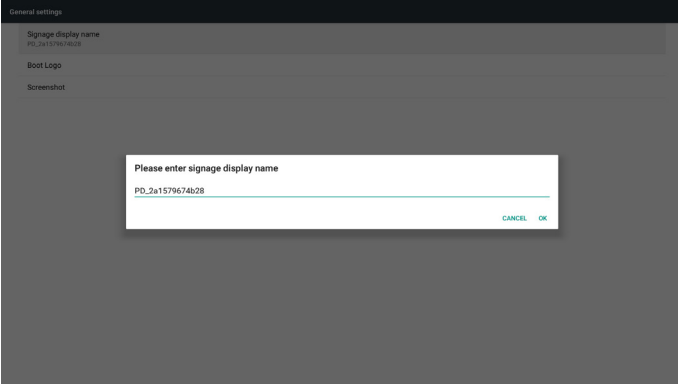 General settings
Signage display name
PD_2a1579674b28
Boot Logo
Screenshot
Please enter signage display name
PD_2a1579674b28
CANCEL OK